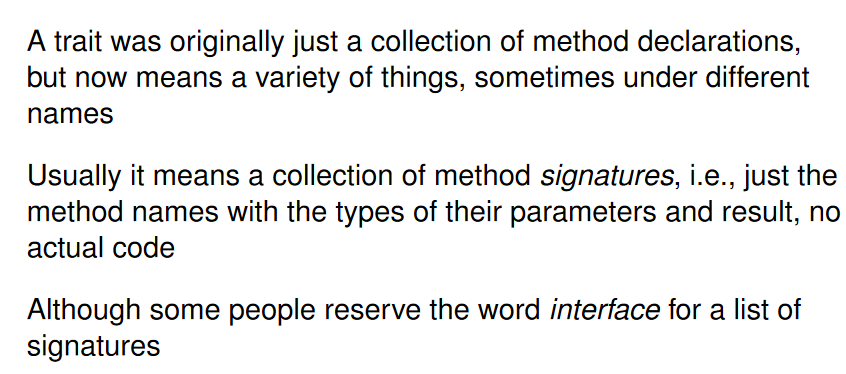 A trait was originally just a collection of method declarations,
but now means a variety of things, sometimes under different
names
Usually it means a collection of method signatures, i.e., just the
method names with the types of their parameters and result, no
actual code
Although some people reserve the word interface for a list of
signatures